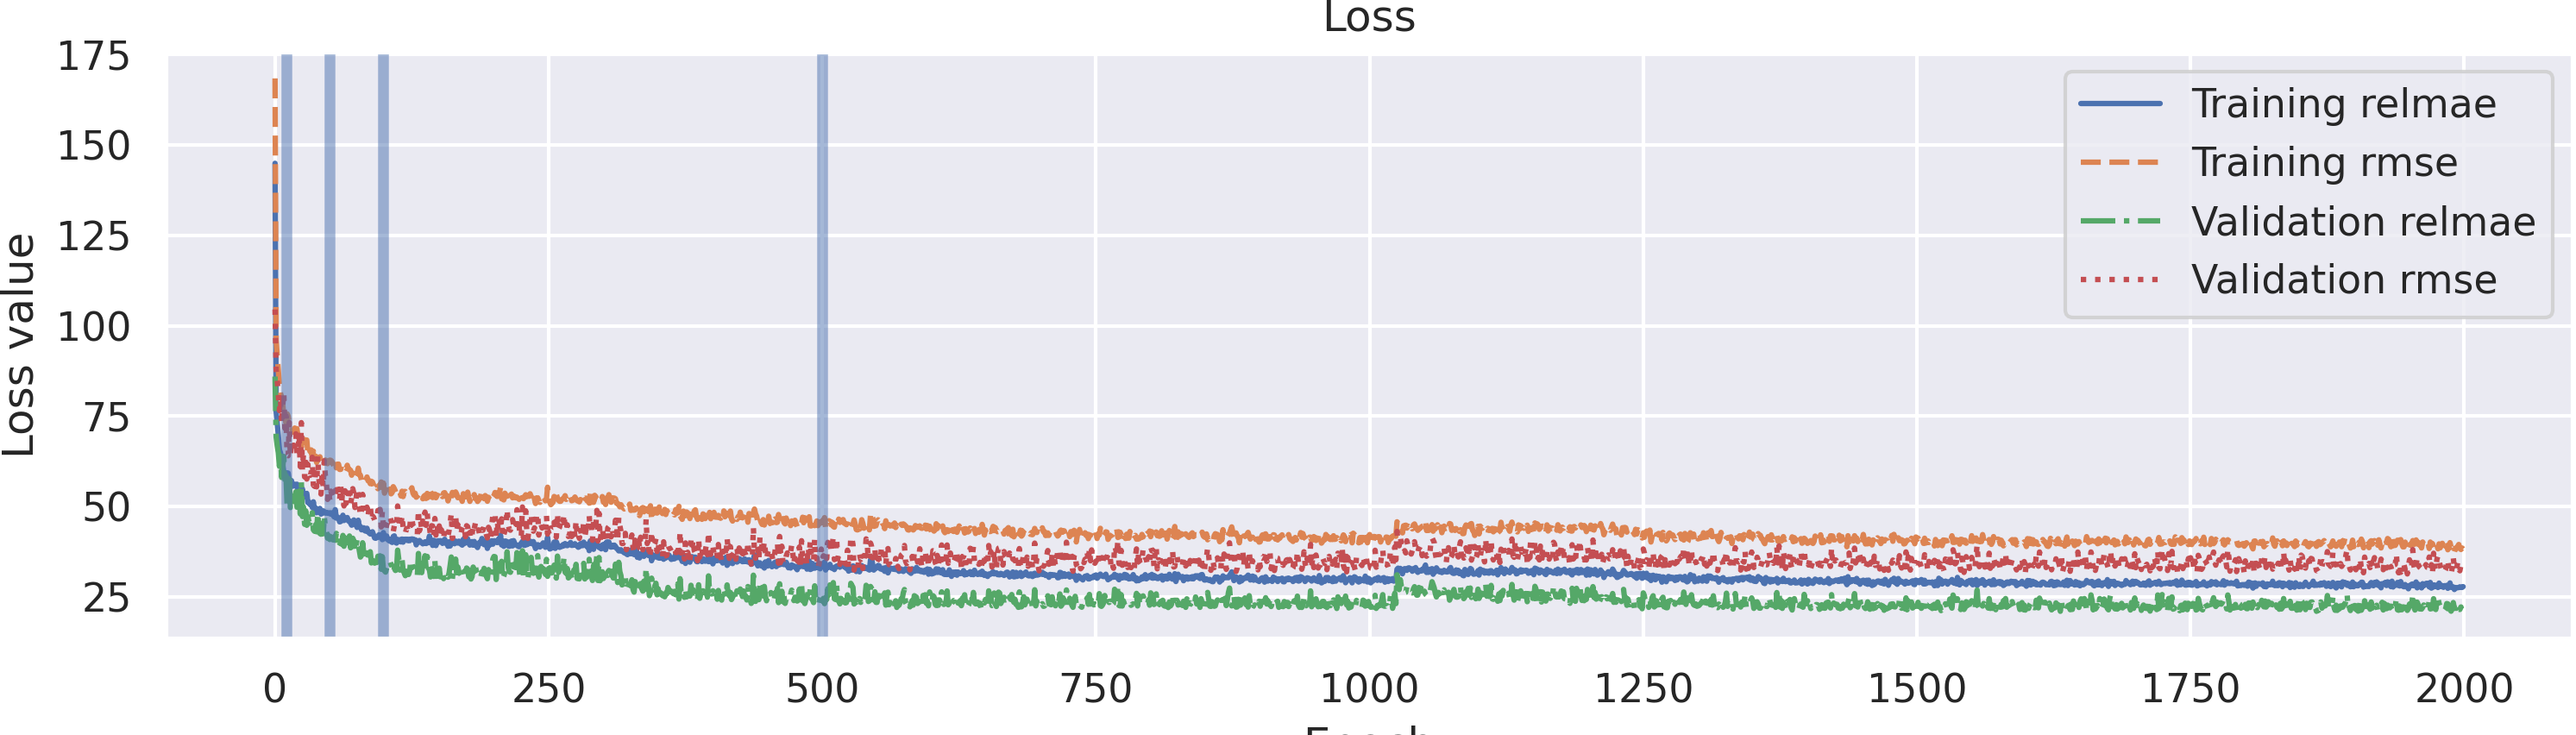 Loss
175
150
125
100
75
50
25
Loss value
Training relmae
Training rmse
Validation relmae
Validation rmse
0 250 500 750 1000 1250 1500 1750 2000